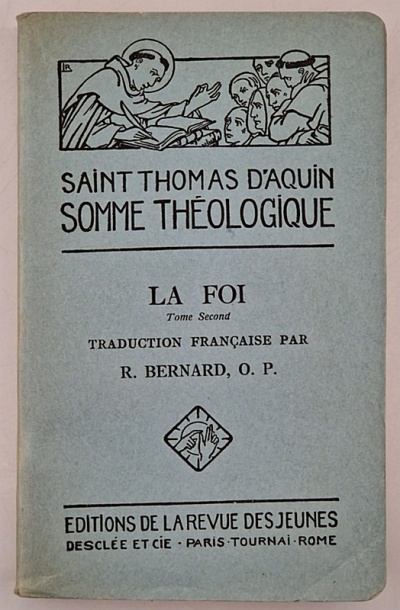 SAINT THOMAS D'AQUIN
SOMME THÉOLOGIQUE
LA FOI
Tome Second
TRADUCTION FRANÇAISE PAR
R. BERNARD, O. P.
EDITIONS DE LA REVUE DES JEUNES
DESCLÉE ET CIE · PARIS · TOURNAI · ROME